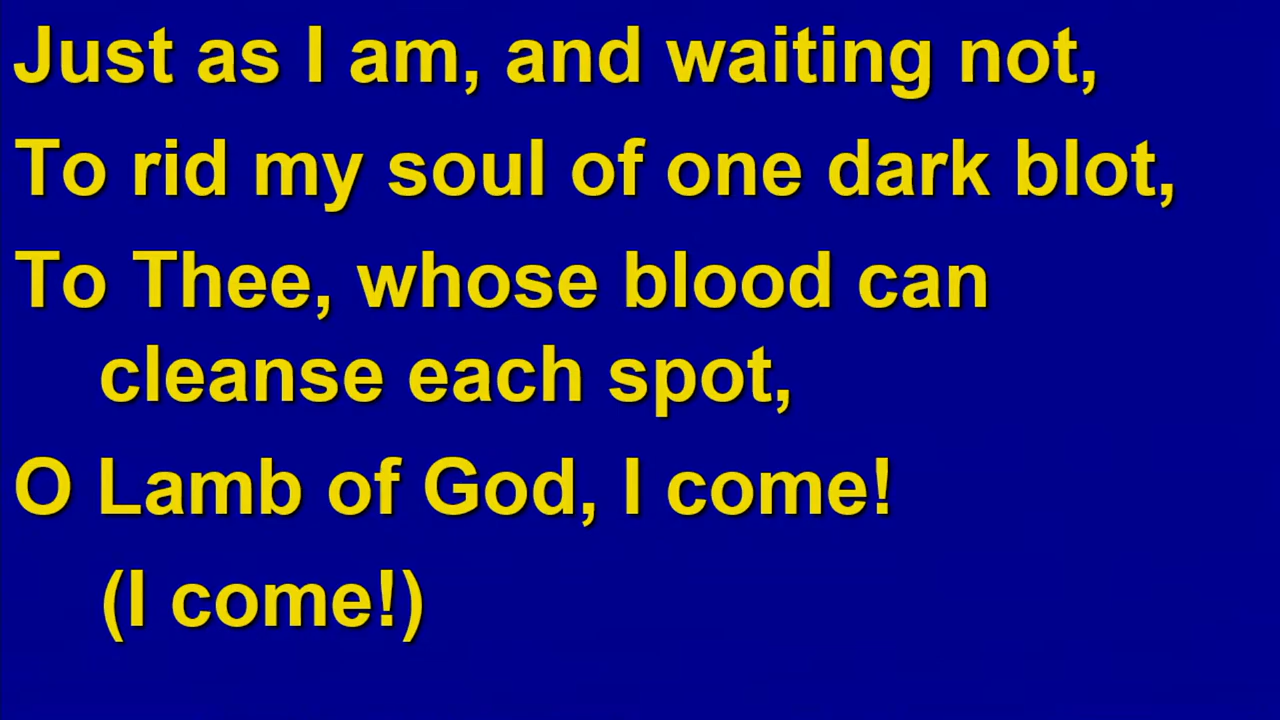 Just as I am, and waiting not,
To rid my soul of one dark blot,
To Thee, whose blood can
cleanse each spot,
O Lamb of God, I come!
(I come!)